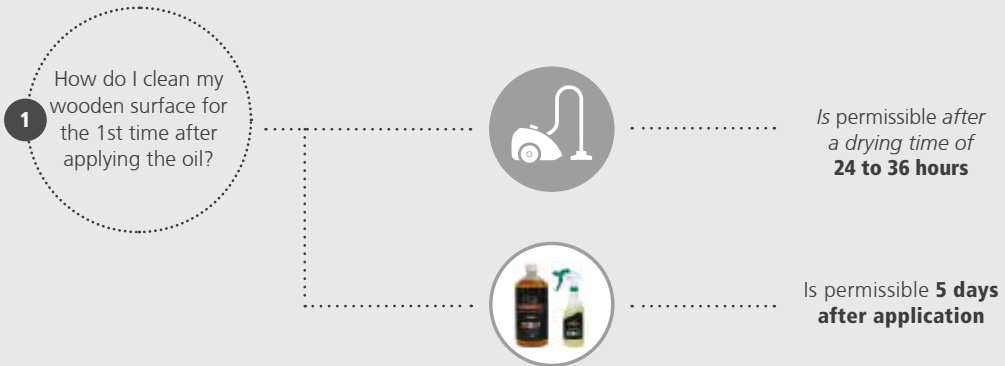 1
How do I clean my
wooden surface for
the 1st time after
applying the oil?
Is permissible after
a drying time of
24 to 36 hours
Is permissible 5 days
after application